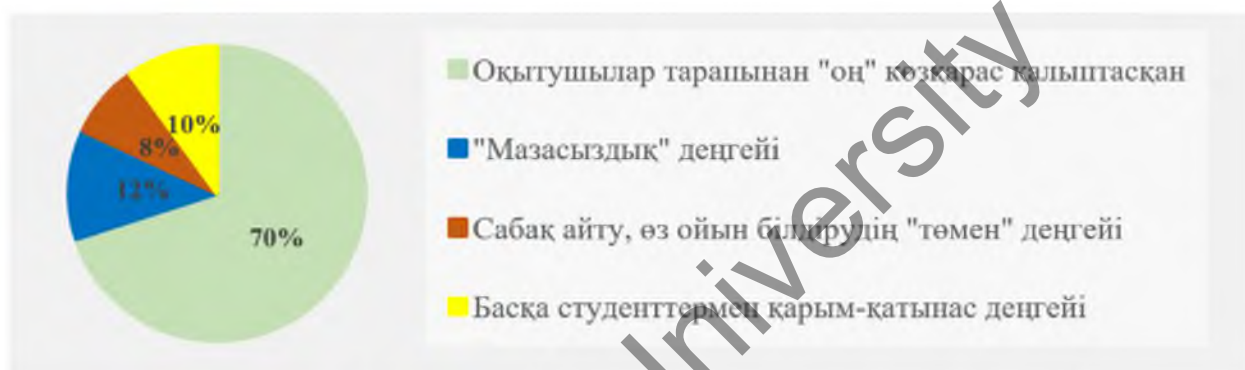 Оқытушылар тарапынан "оң" көзқарас қалыптасқан
"Мазасыздық" деңгейі
Сабақ айту, өз ойын білдірудің "төмен" деңгейі
Басқа студенттермен қарым-қатынас деңгейі
10%
8%
12%
70%
University